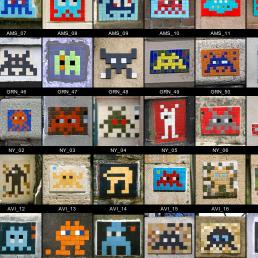 AMS_07 AMS_08 AMS_09 AMS_10 AMS_11
GRN_46 GRN_47 GRN_48 GRN_49 GRN_50
NY_02 NY_03 NY_04 NY_05 NY_06
AVI_12 AVI_13 AVI_14 AVI_15 AVI_16